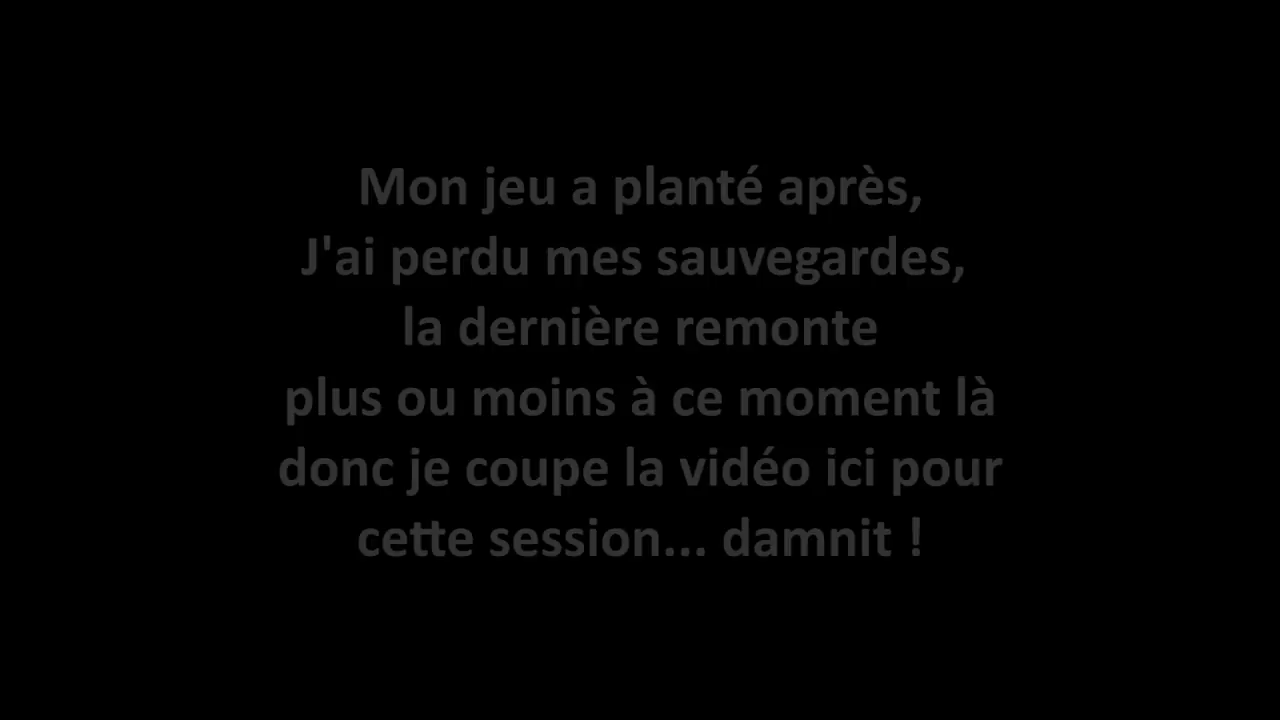 Mon jeu a planté après,
J'ai perdu mes sauvegardes,
la dernière remonte
plus ou moins à ce moment là
donc je coupe la vidéo ici pour
cette session... damnit !